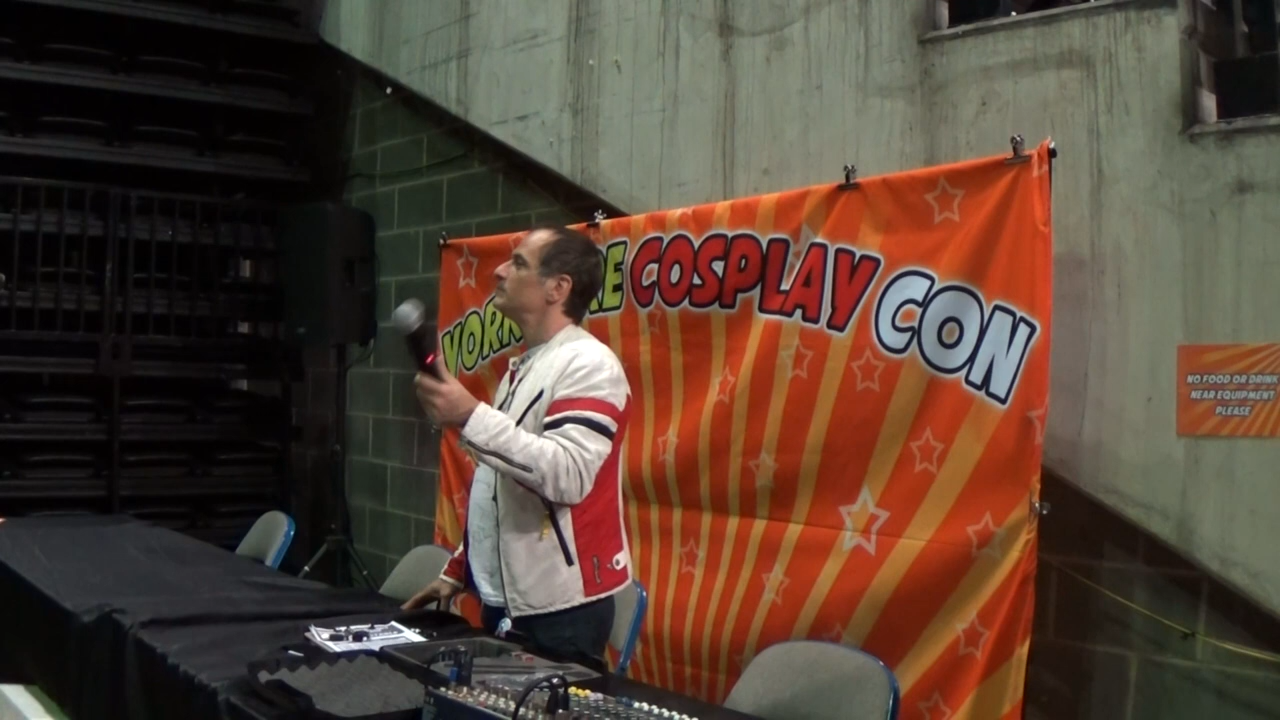 COSPLAY CON
NO FOOD OR DRINK
NEAR EQUIPMENT
PLEASE